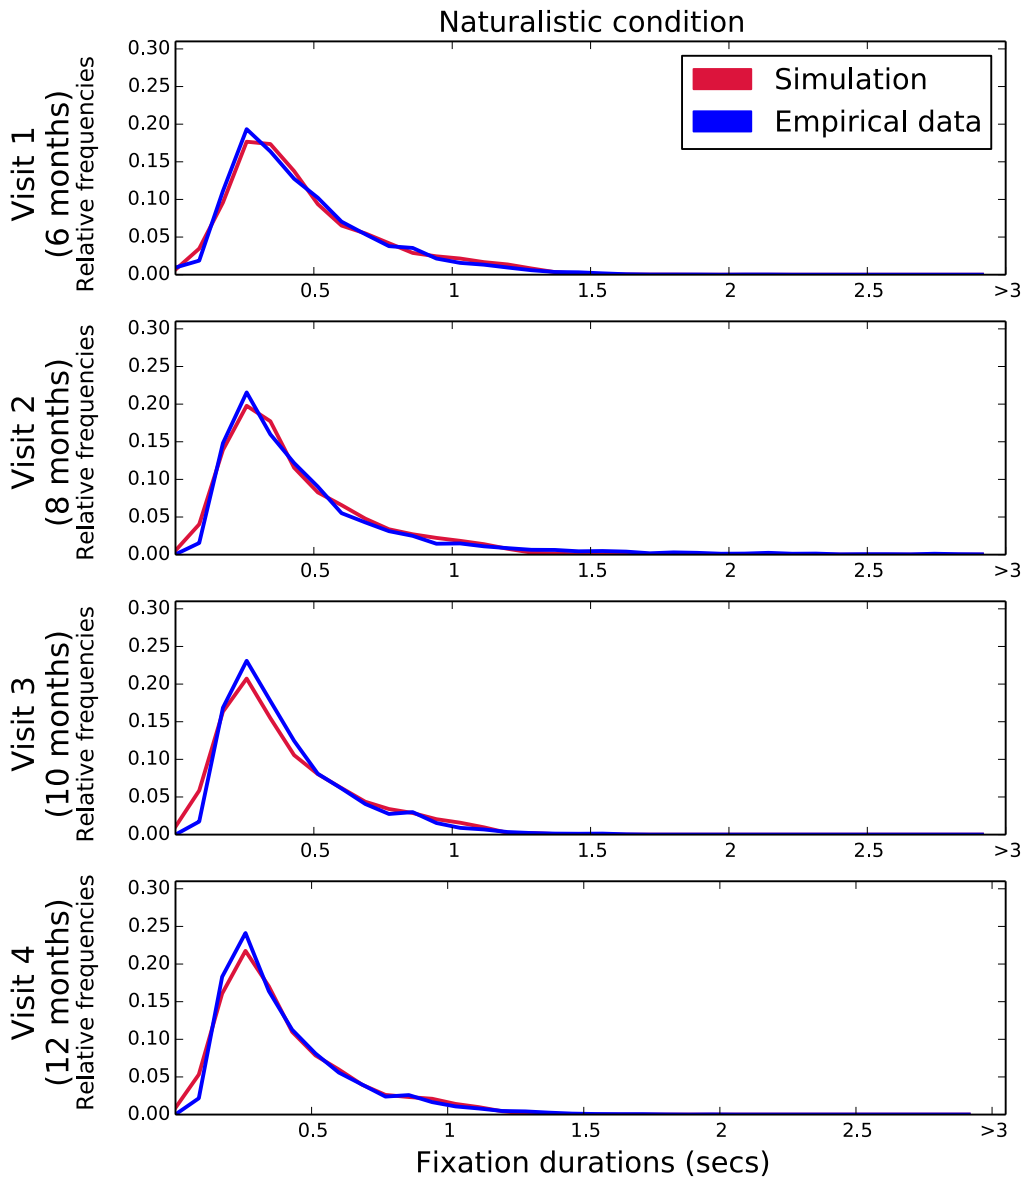 Naturalistic condition
Simulation
Empirical data
Visit 1
(6 months)
Relative frequencies
0.30
0.25
0.20
0.15
0.10
0.05
0.00
0.5 1 1.5 2 2.5 >3
Visit 2
(8 months)
Relative frequencies
0.30
0.25
0.20
0.15
0.10
0.05
0.00
0.5 1 1.5 2 2.5 >3
Visit 3
(10 months)
Relative frequencies
0.30
0.25
0.20
0.15
0.10
0.05
0.00
0.5 1 1.5 2 2.5 >3
Visit 4
(12 months)
Relative frequencies
0.30
0.25
0.20
0.15
0.10
0.05
0.00
0.5 1 1.5 2 2.5 >3
Fixation durations (secs)